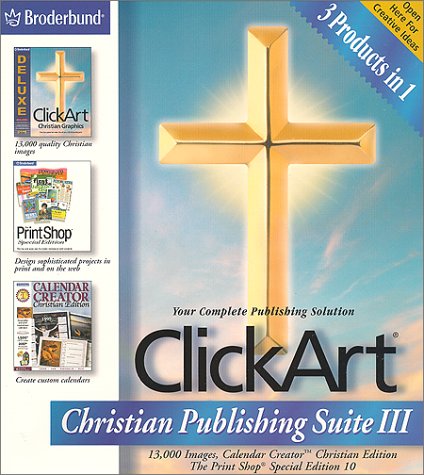 Broderbund®
3 Products in 1
Open
Here For
Creative Ideas
DELUXE
ClickArt
Christian Graphics
13,000 quality Christian
images
PrintShop
Special Edition
Design sophisticated projects in
print and on the web
CALENDAR
CREATOR
Christian Edition
Create custom calendars
Your Complete Publishing Solution
ClickArt®
Christian Publishing Suite III
13,000 Images, Calendar Creator™ Christian Edition
The Print Shop® Special Edition 10